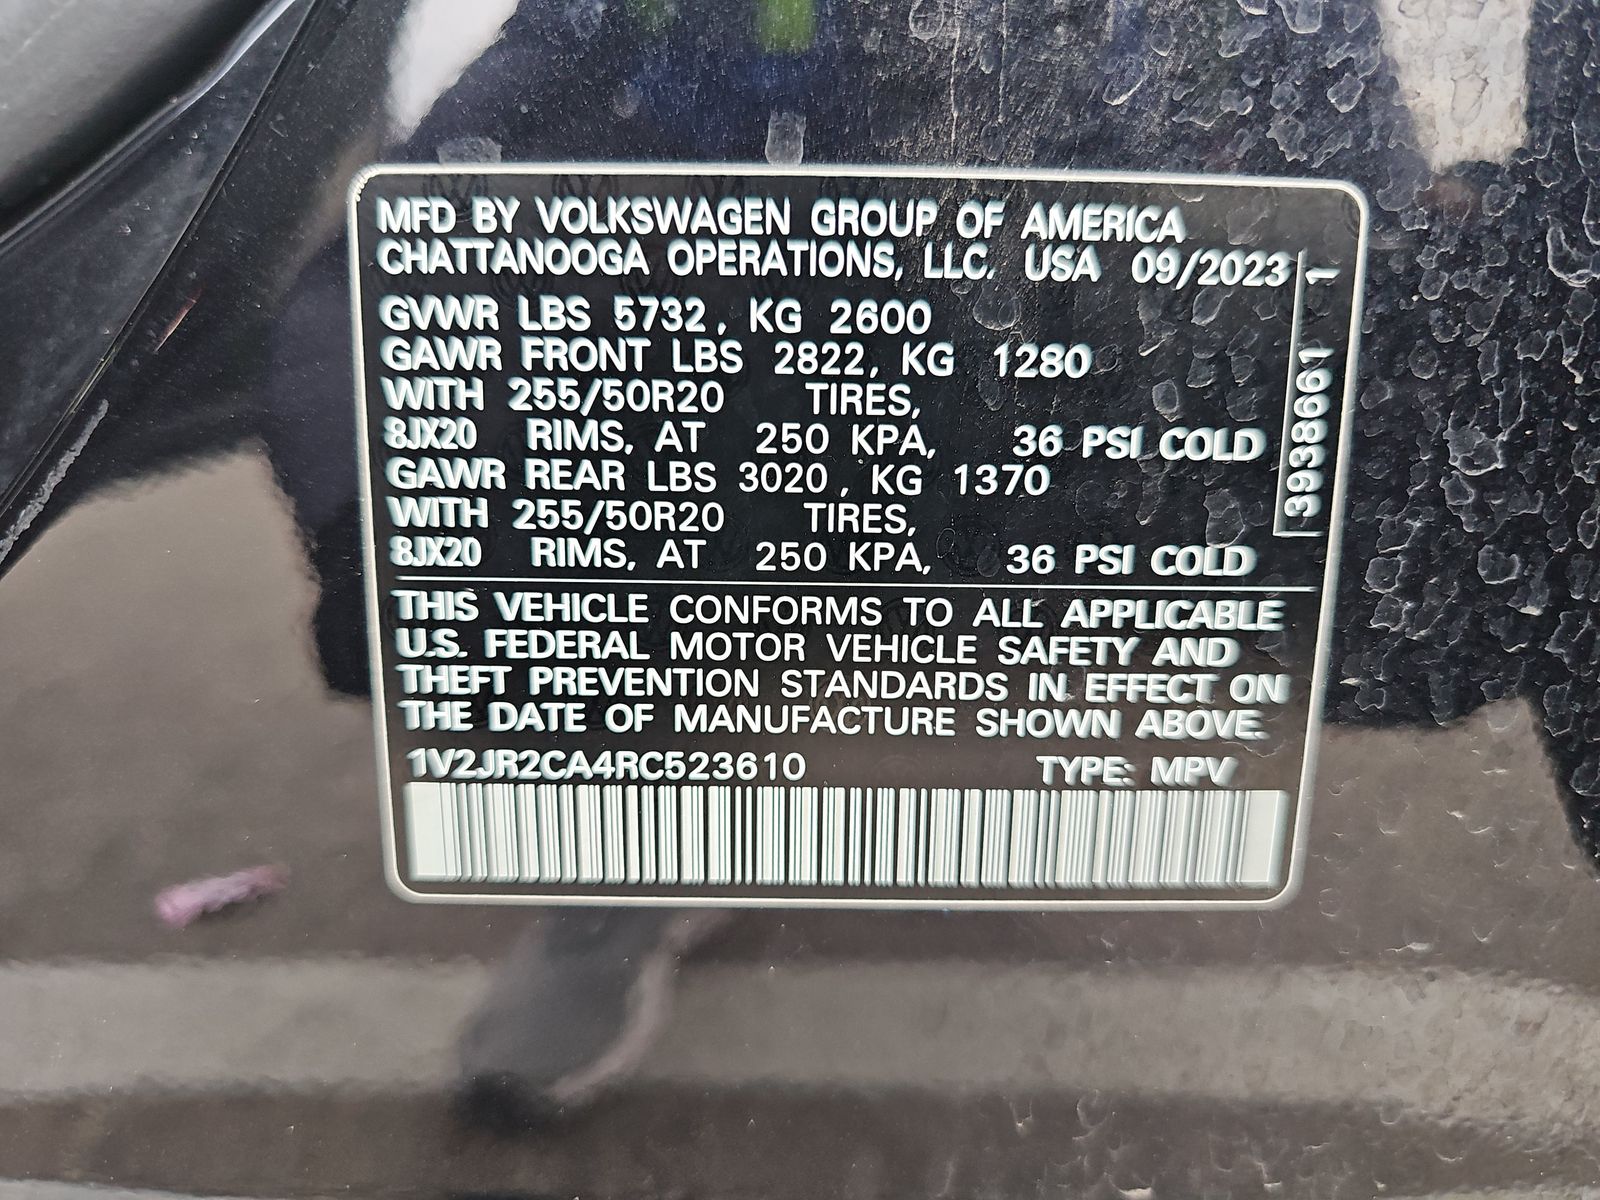 MFD BY VOLKSWAGEN GROUP OF AMERICA
CHATTANOOGA OPERATIONS, LLC. USA 09/2023
GVWR LBS 5732, KG 2600
GAWR FRONT LBS 2822, KG 1280
WITH 255/50R20 TIRES,
8JX20 RIMS, AT 250 KPA, 36 PSI COLD
GAWR REAR LBS 3020, KG 1370
WITH 255/50R20 TIRES,
8JX20 RIMS, AT 250 KPA, 36 PSI COLD
3938661 1
THIS VEHICLE CONFORMS TO ALL APPLICABLE
U.S. FEDERAL MOTOR VEHICLE SAFETY AND
THEFT PREVENTION STANDARDS IN EFFECT ON
THE DATE OF MANUFACTURE SHOWN ABOVE.
1V2JR2CA4RC523610 TYPE: MPV